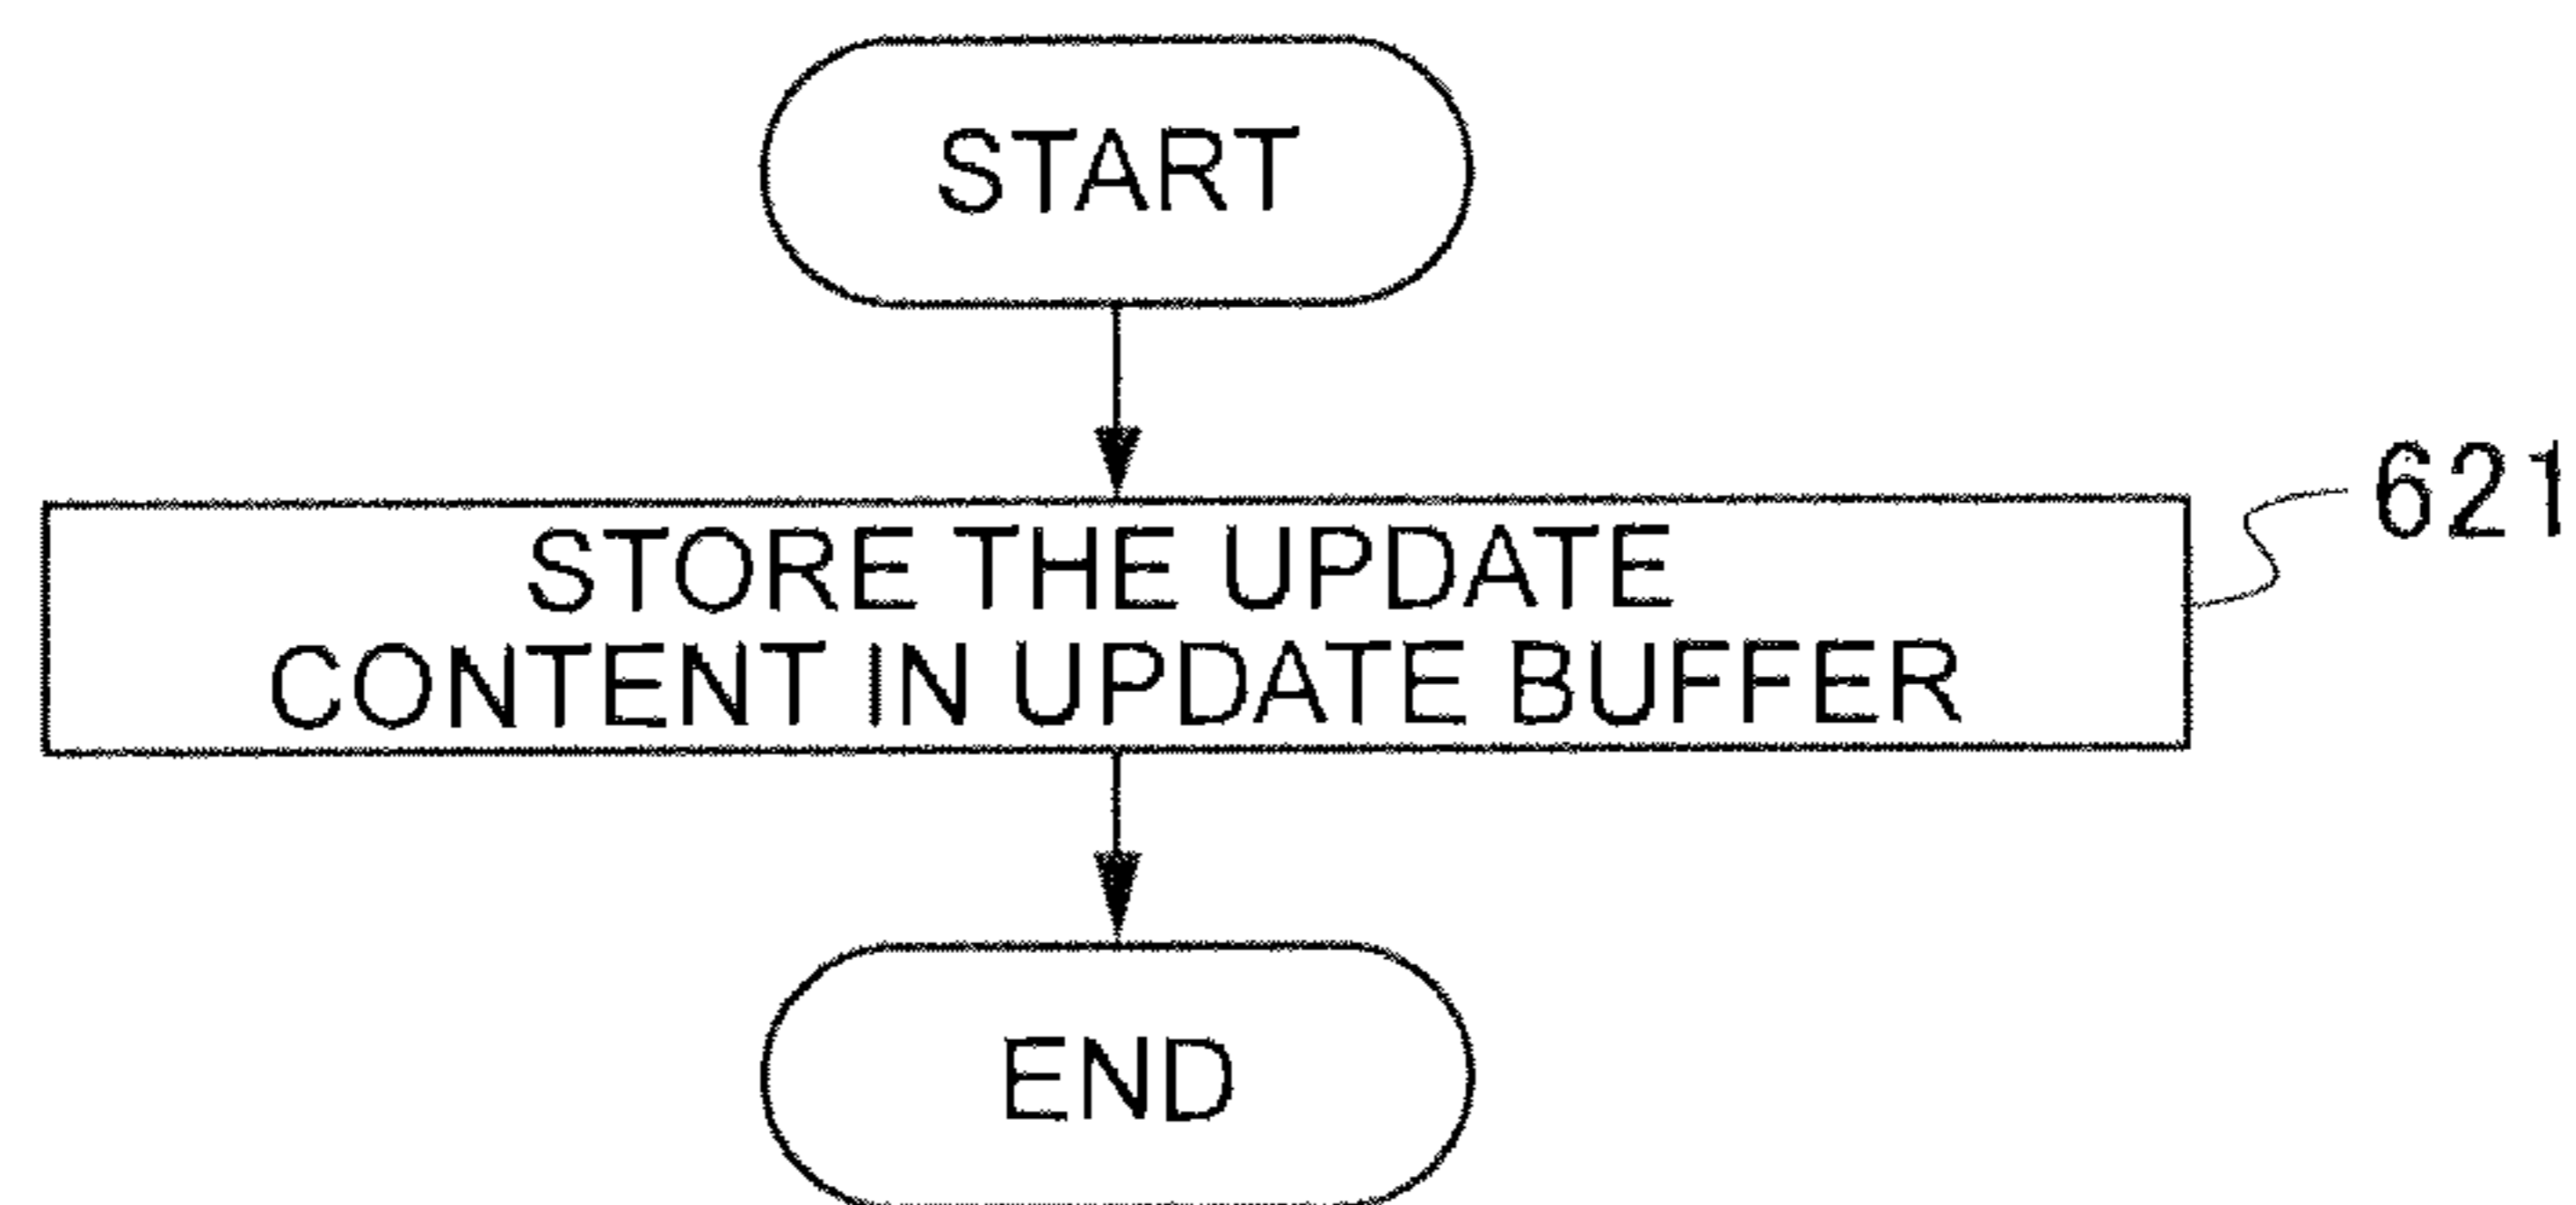 START
621
STORE THE UPDATE
CONTENT IN UPDATE BUFFER
END